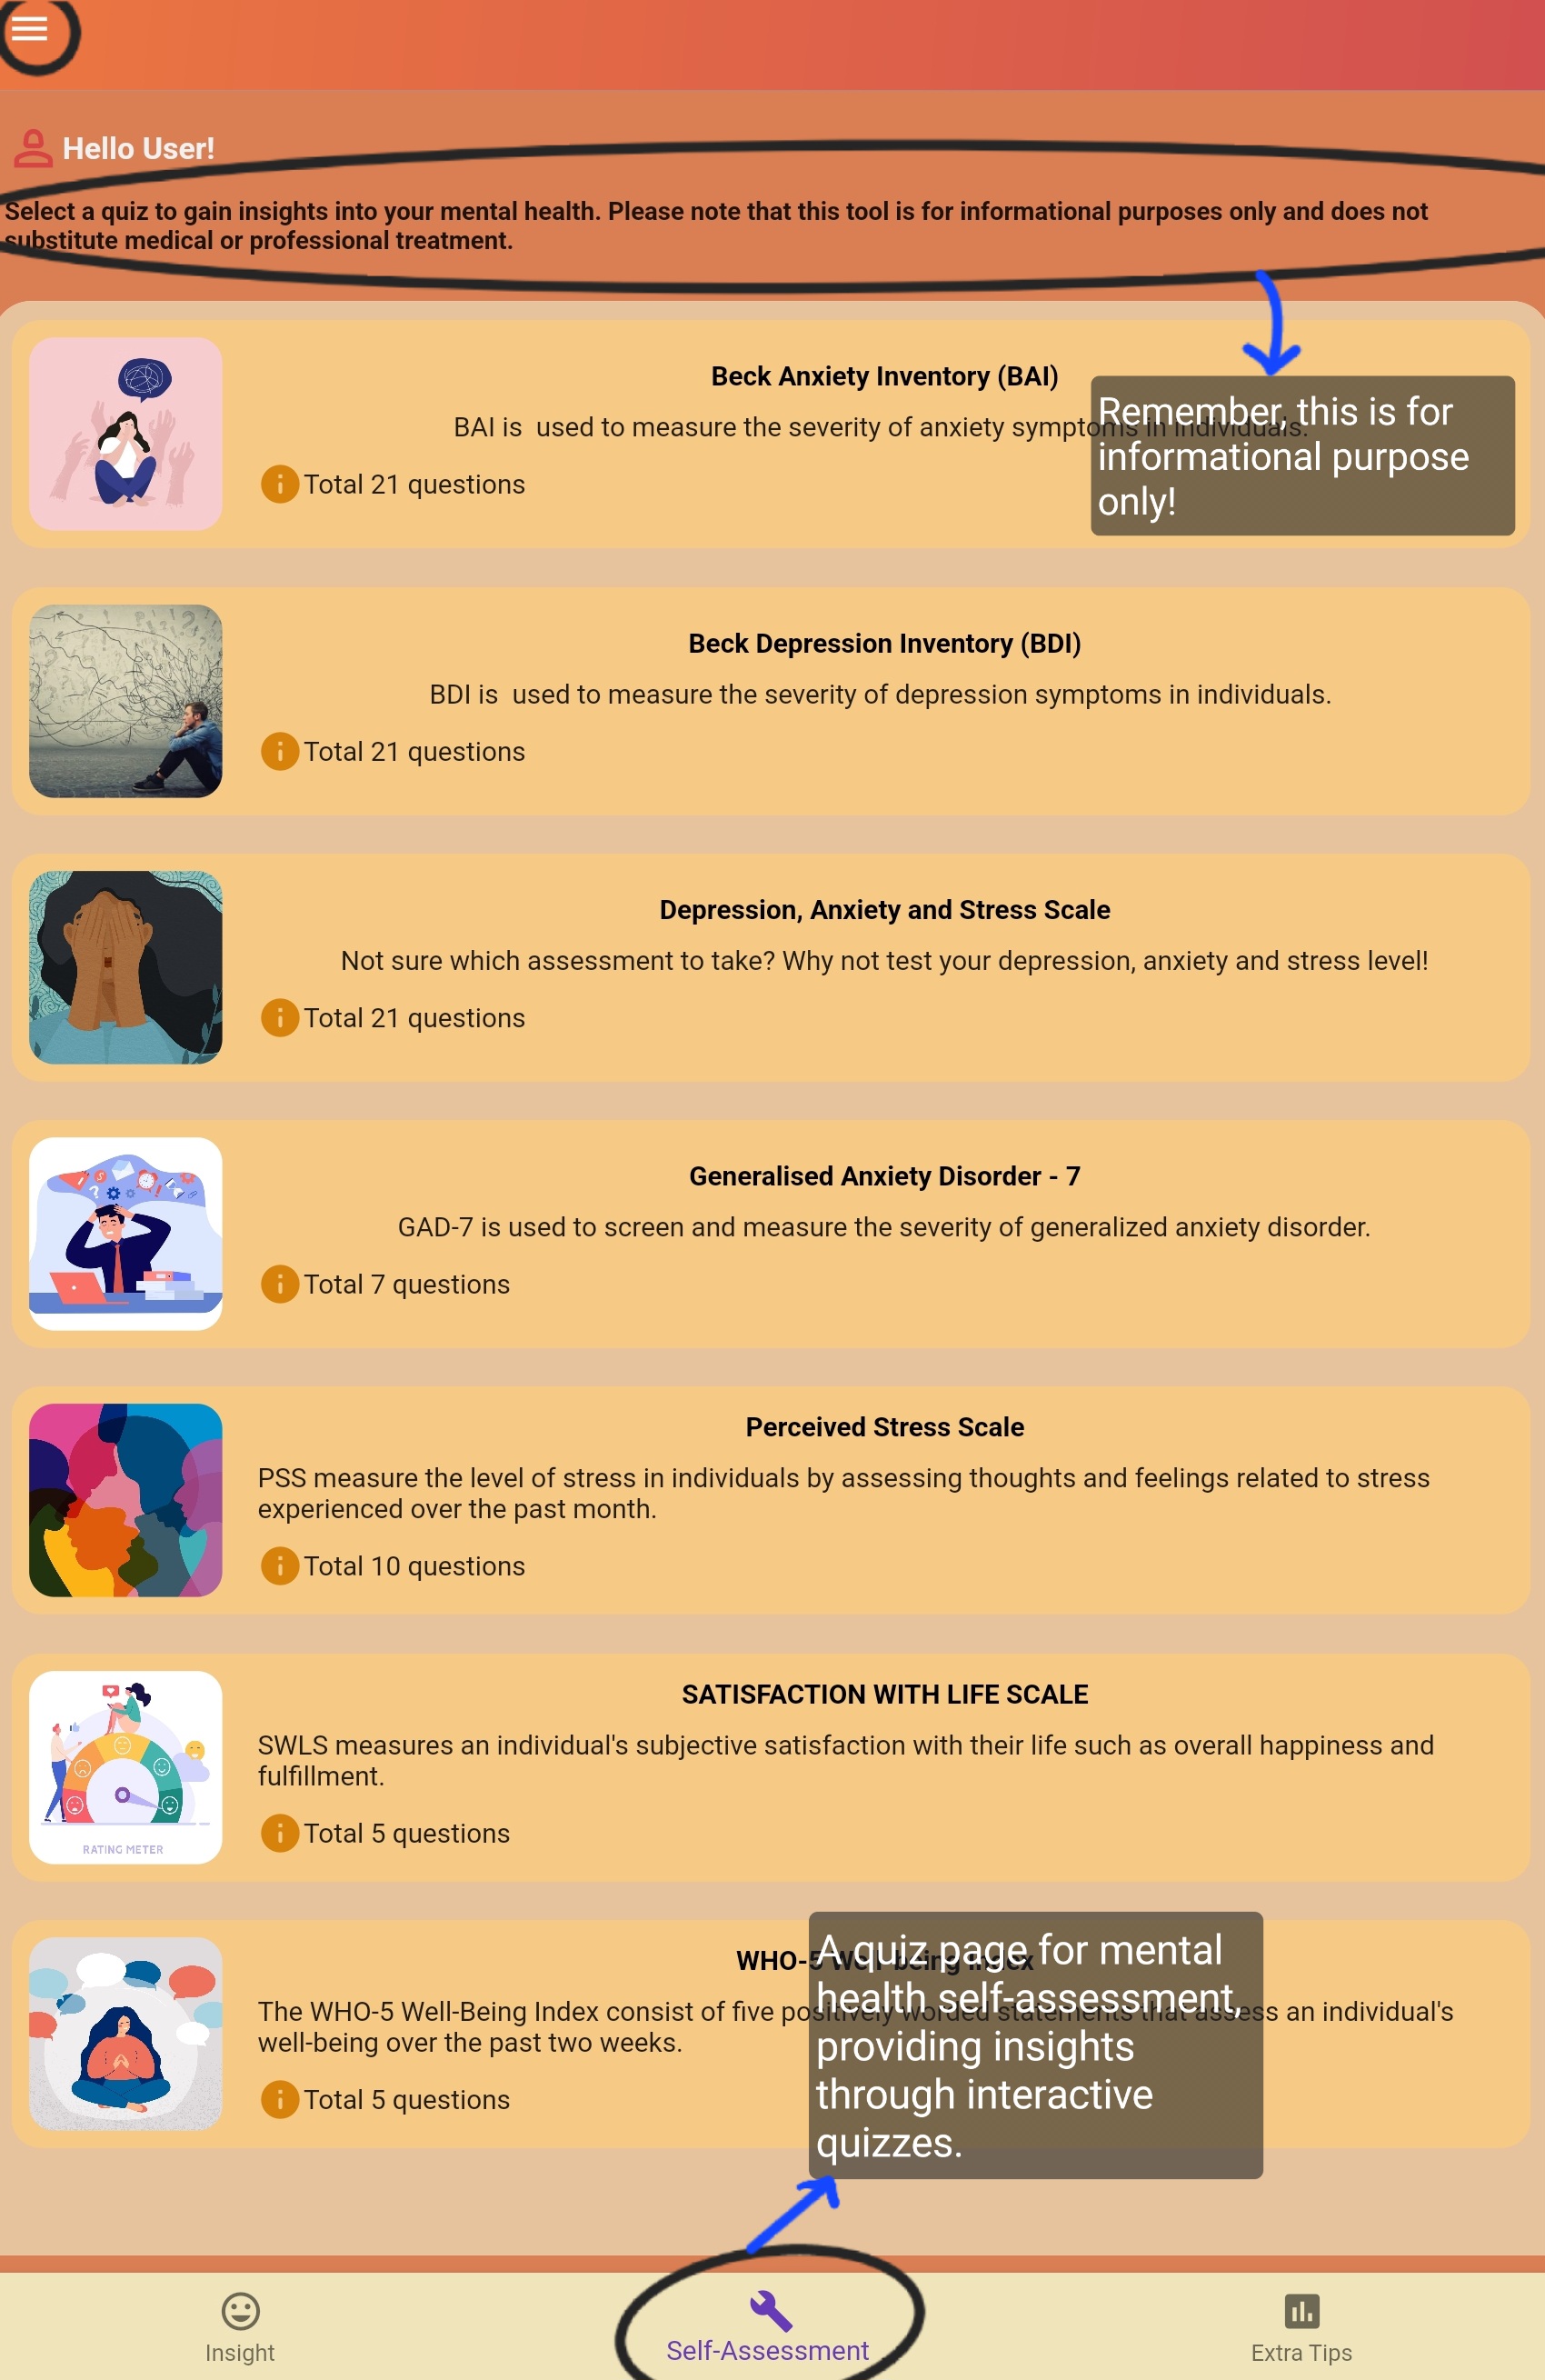 Hello User!
Select a quiz to gain insights into your mental health. Please note that this tool is for informational purposes only and does not
substitute medical or professional treatment.
Beck Anxiety Inventory (BAI)
BAI is  used to measure the severity of anxiety symptoms in individuals.
Total 21 questions
Remember, this is for
informational purpose
only!
Beck Depression Inventory (BDI)
BDI is  used to measure the severity of depression symptoms in individuals.
Total 21 questions
Depression, Anxiety and Stress Scale
Not sure which assessment to take? Why not test your depression, anxiety and stress level!
Total 21 questions
Generalised Anxiety Disorder - 7
GAD-7 is used to screen and measure the severity of generalized anxiety disorder.
Total 7 questions
Perceived Stress Scale
PSS measure the level of stress in individuals by assessing thoughts and feelings related to stress
experienced over the past month.
Total 10 questions
SATISFACTION WITH LIFE SCALE
SWLS measures an individual's subjective satisfaction with their life such as overall happiness and
fulfillment.
Total 5 questions
RATING METER
WHO-5 Well-being Index
The WHO-5 Well-Being Index consist of five positively worded statements that assess an individual's
well-being over the past two weeks.
Total 5 questions
A quiz page for mental
health self-assessment,
providing insights
through interactive
quizzes.
Insight
Self-Assessment
Extra Tips